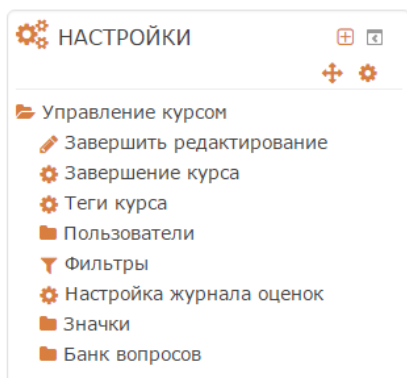 НАСТРОЙКИ
Управление курсом
Завершить редактирование
Завершение курса
Теги курса
Пользователи
Фильтры
Настройка журнала оценок
Значки
Банк вопросов